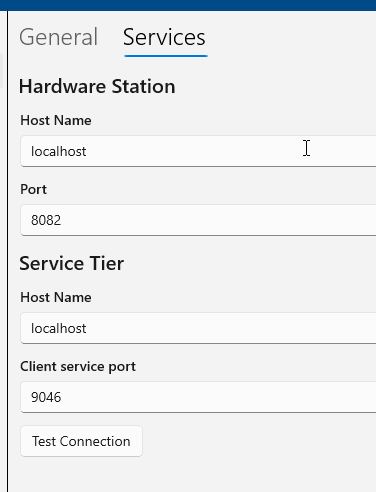 General Services
Hardware Station
Host Name
localhost
Port
8082
Service Tier
Host Name
localhost
Client service port
9046
Test Connection